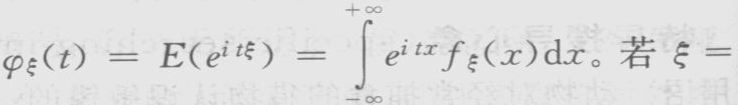 φ_ξ(t) = E(e^{itξ}) = ∫_{-∞}^{+∞} e^{itx} f_ξ(x)dx。若 ξ =